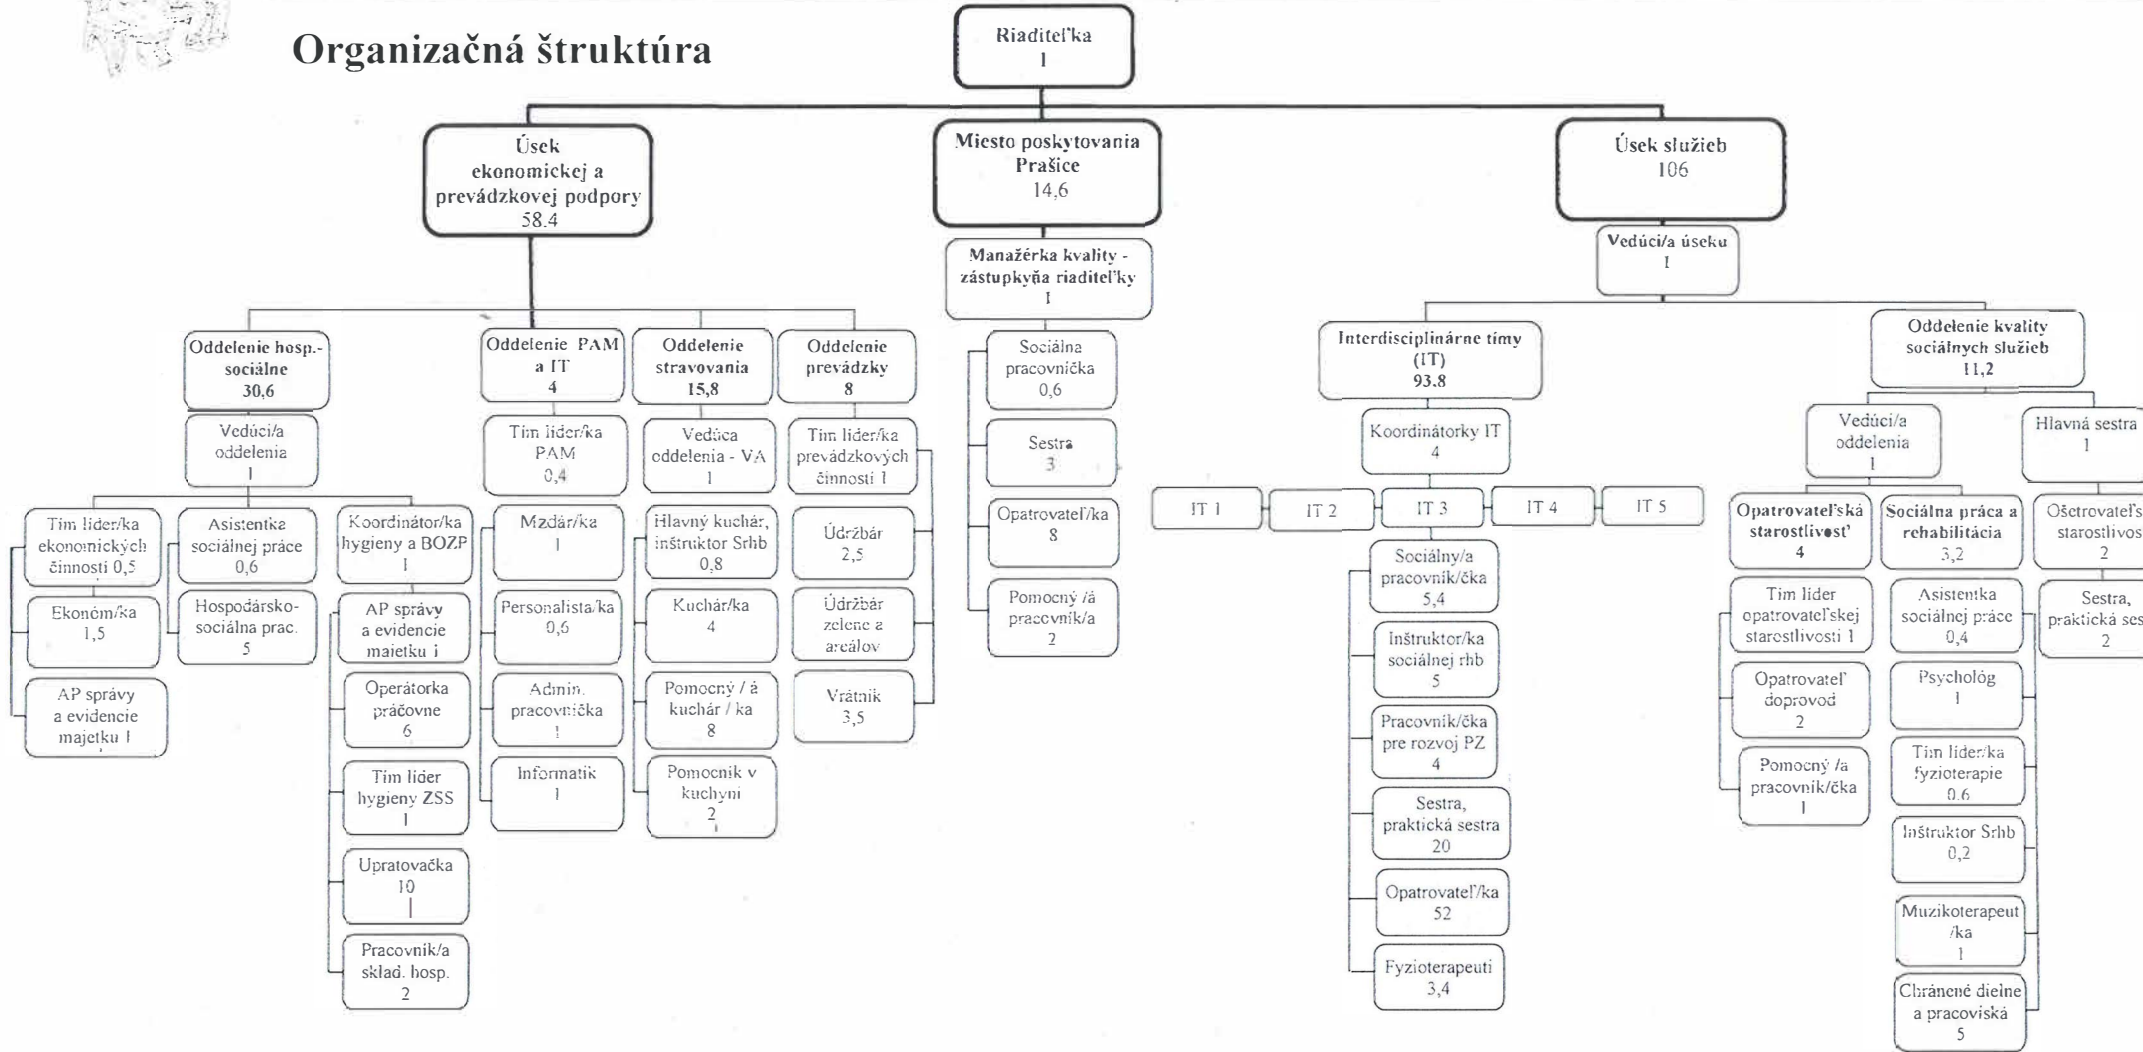 Organizačná štruktúra
Riaditeľka
1
Úsek
ekonomickej a
prevádzkovej podpory
58.4
Miesto poskytovania
Prašice
14,6
Úsek služieb
106
Vedúci/a úseku
1
Manažérka kvality -
zástupkyňa riaditeľky
1
Oddelenie hosp.-
sociálne
30,6
Vedúci/a
oddelenia
1
Tím líder/ka
ekonomických
činností 0,5
Ekonóm/ka
1,5
AP správy
a evidencie
majetku 1
Asistentka
sociálnej práce
0,6
Hospodársko-
sociálna prac.
5
Koordinátor/ka
hygieny a BOZP
1
AP správy
a evidencie
majetku 1
Operátorka
práčovne
6
Tím líder
hygieny ZSS
1
Upratovačka
10
Pracovník/a
sklad. hosp.
2
Oddelenie PAM
a IT
4
Tím líder/ka
PAM
0,4
Mzdár/ka
1
Personalista/ka
0,6
Admin.
pracovníčka
1
Informatik
1
Oddelenie
stravovania
15,8
Vedúca
oddelenia - VA
1
Hlavný kuchár,
inštruktor Srhb
0,8
Kuchár/ka
4
Pomocný / á
kuchár / ka
8
Pomocník v
kuchyni
2
Oddelenie
prevádzky
8
Tím líder/ka
prevádzkových
činností 1
Údržbár
2,5
Údržbár
zelene a
areálov
Vrátnik
3,5
Sociálna
pracovníčka
0,6
Sestra
3
Opatrovateľ/ka
8
Pomocný /á
pracovník/a
2
Interdisciplinárne tímy
(IT)
93.8
Koordinátorky IT
4
IT 1
IT 2
IT 3
IT 4
IT 5
Sociálny/a
pracovník/čka
5,4
Inštruktor/ka
sociálnej rhb
5
Pracovník/čka
pre rozvoj PZ
4
Sestra,
praktická sestra
20
Opatrovateľ/ka
52
Fyzioterapeuti
3,4
Oddelenie kvality
sociálnych služieb
11,2
Vedúci/a
oddelenia
1
Hlavná sestra
1
Opatrovateľská
starostlivosť
4
Tím líder
opatrovateľskej
starostlivosti 1
Opatrovateľ
doprovod
2
Pomocný /a
pracovník/čka
1
Sociálna práca a
rehabilitácia
3,2
Asistentka
sociálnej práce
0,4
Psychológ
1
Tím líder/ka
fyzioterapie
0.6
Inštruktor Srhb
0,2
Muzikoterapeut
/ka
1
Chránené dielne
a pracoviská
5
Ošetrovateľs
starostlivos
2
Sestra,
praktická ses
2